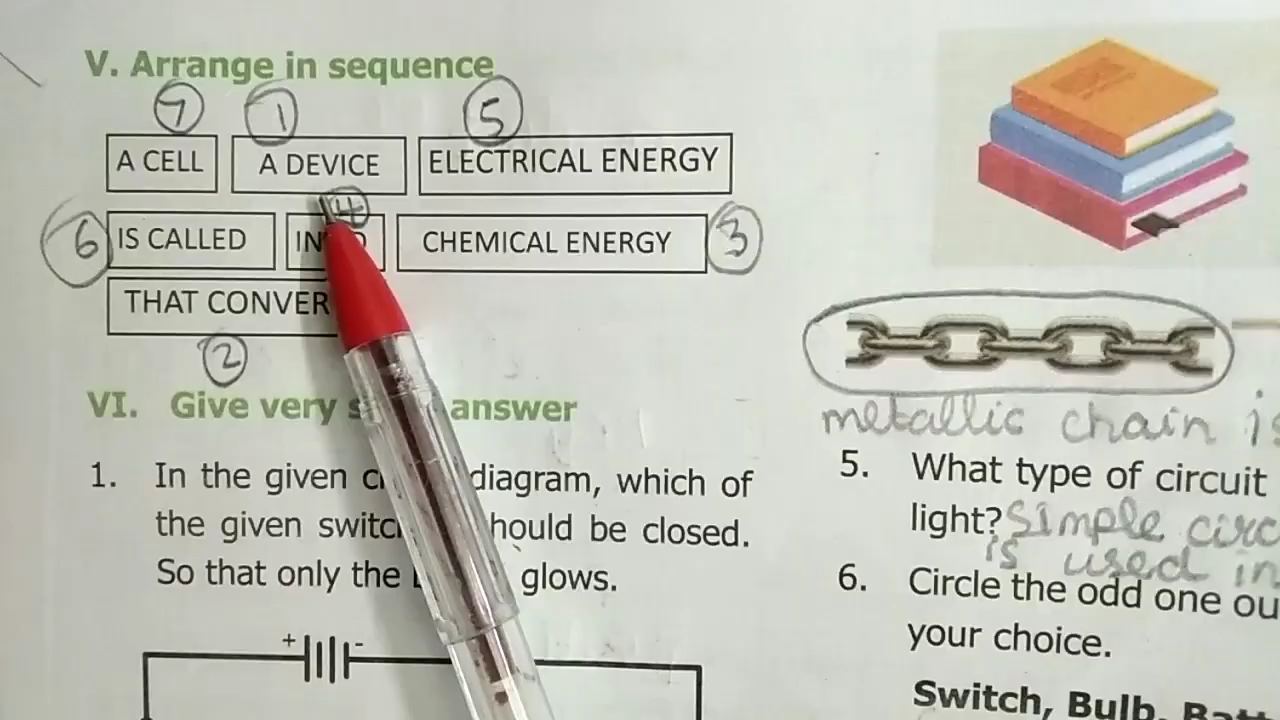 V. Arrange in sequence
7 1 5
A CELL A DEVICE ELECTRICAL ENERGY
4
6 IS CALLED CHEMICAL ENERGY 3
THAT
2
VI. Give very answer
1. In the given diagram, which of
the given should be closed.
So that only the glows.
+ -
metallic chain is
5. What type of circuit
light? Simple
is used in
6. Circle the odd one
your choice.
Switch, Bulb,